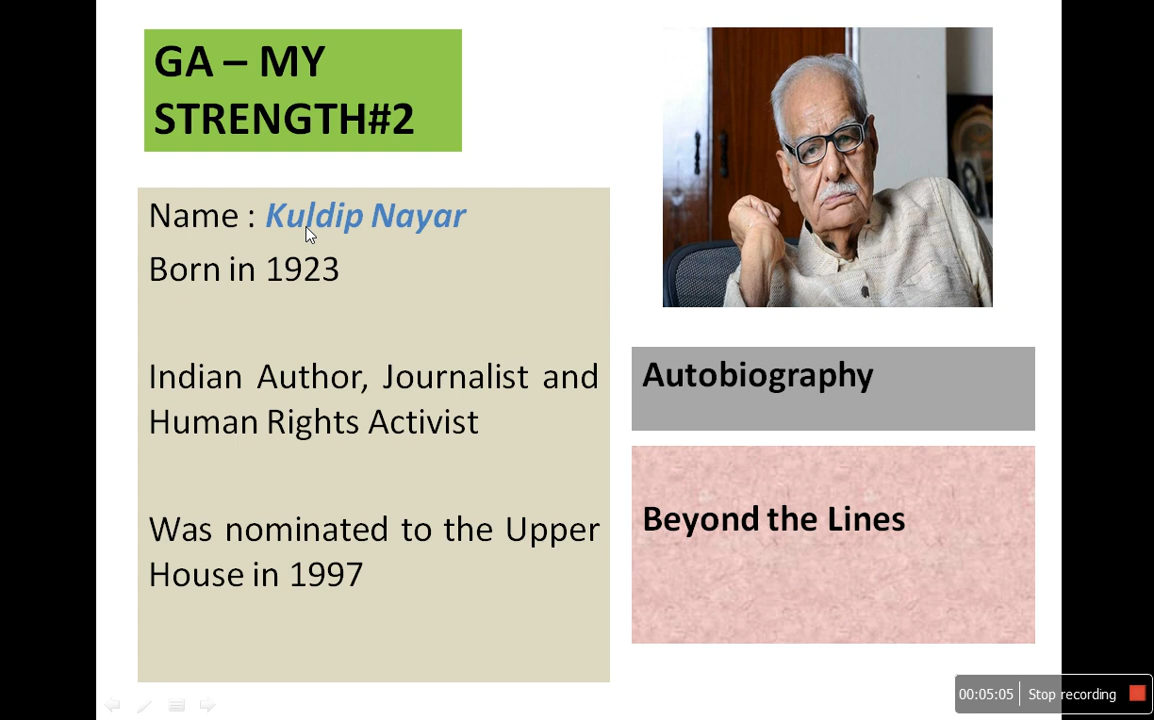 GA – MY
STRENGTH#2
Name : Kuldip Nayar
Born in 1923
Indian Author, Journalist and
Human Rights Activist
Was nominated to the Upper
House in 1997
Autobiography
Beyond the Lines
00:05:05 Stop recording